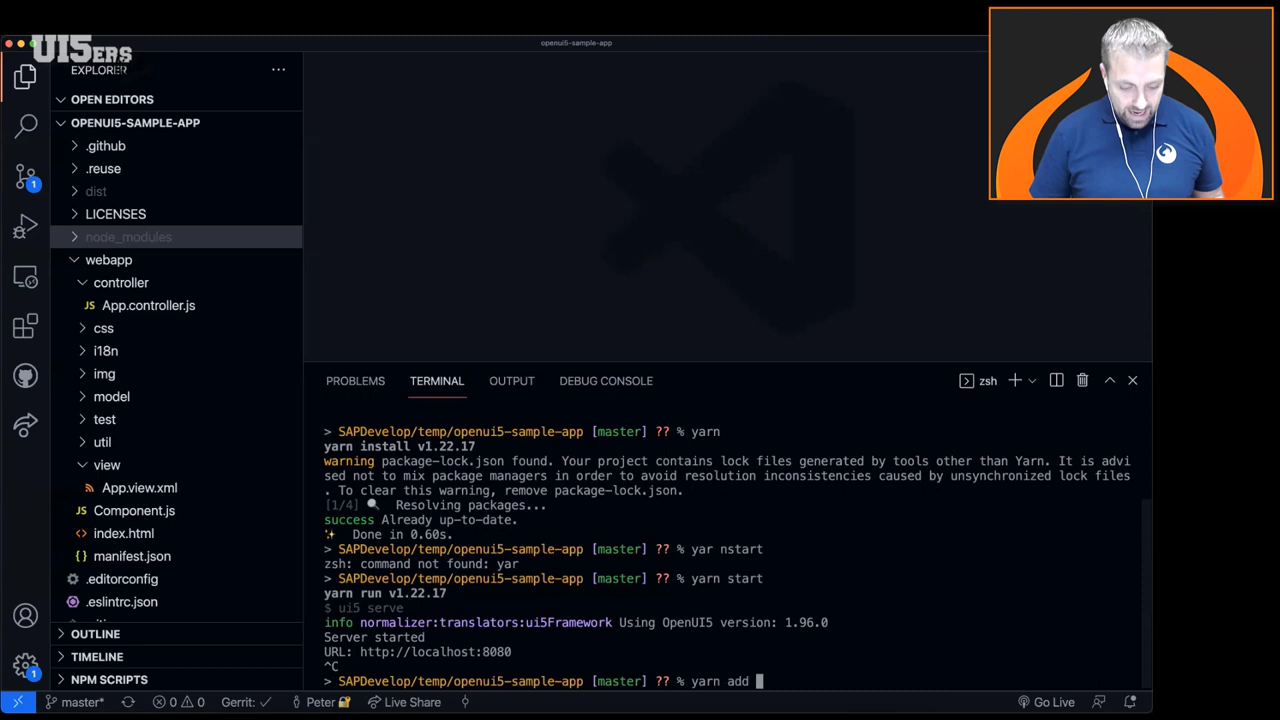 UI5ERS
openui5-sample-app
EXPLORER
OPEN EDITORS
OPENUI5-SAMPLE-APP
.github
.reuse
dist
LICENSES
node_modules
webapp
controller
JS App.controller.js
css
i18n
img
model
test
util
view
App.view.xml
JS Component.js
<> index.html
{} manifest.json
.editorconfig
.eslintrc.json
OUTLINE
TIMELINE
NPM SCRIPTS
1
1
PROBLEMS TERMINAL OUTPUT DEBUG CONSOLE zsh
> SAPDevelop/temp/openui5-sample-app [master] ?? % yarn
yarn install v1.22.17
warning package-lock.json found. Your project contains lock files generated by tools other than Yarn. It is advi
sed not to mix package managers in order to avoid resolution inconsistencies caused by unsynchronized lock files
. To clear this warning, remove package-lock.json.
[1/4] 🔍 Resolving packages...
success Already up-to-date.
✨ Done in 0.60s.
> SAPDevelop/temp/openui5-sample-app [master] ?? % yar nstart
zsh: command not found: yar
> SAPDevelop/temp/openui5-sample-app [master] ?? % yarn start
yarn run v1.22.17
$ ui5 serve
info normalizer:translators:ui5Framework Using OpenUI5 version: 1.96.0
Server started
URL: http://localhost:8080
^C
> SAPDevelop/temp/openui5-sample-app [master] ?? % yarn add
master* 0 0 Gerrit: ✓ Peter 🔐 Live Share Go Live